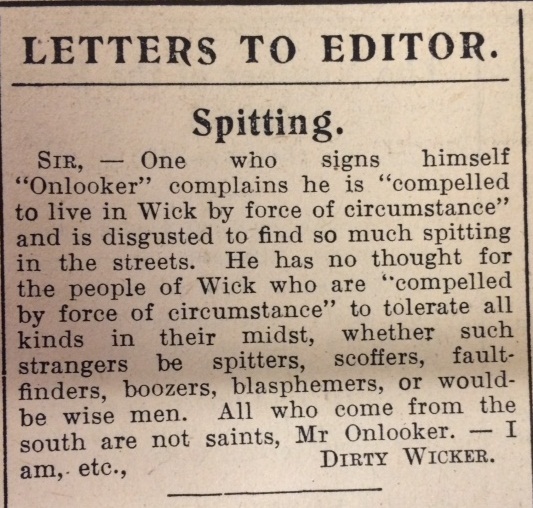 LETTERS TO EDITOR.
Spitting.
SIR, — One who signs himself
"Onlooker" complains he is "compelled
to live in Wick by force of circumstance"
and is disgusted to find so much spitting
in the streets. He has no thought for
the people of Wick who are "compelled
by force of circumstance" to tolerate all
kinds in their midst, whether such
strangers be spitters, scoffers, fault-
finders, boozers, blasphemers, or would-
be wise men. All who come from the
south are not saints, Mr Onlooker. — I
am, etc., DIRTY WICKER.